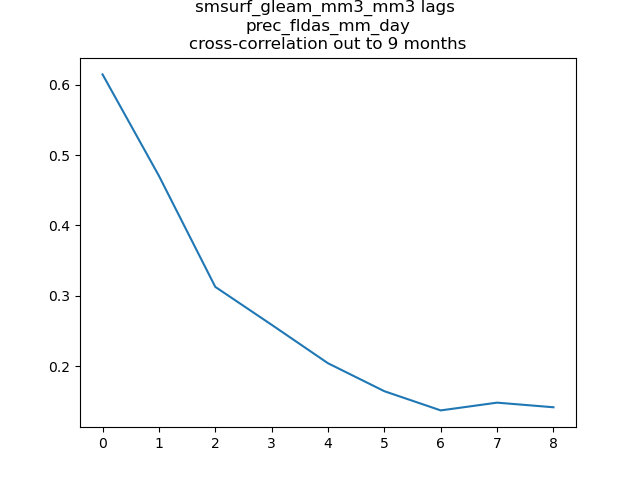 smsurf_gleam_mm3_mm3 lags
prec_fldas_mm_day
cross-correlation out to 9 months
0.6
0.5
0.4
0.3
0.2
0 1 2 3 4 5 6 7 8